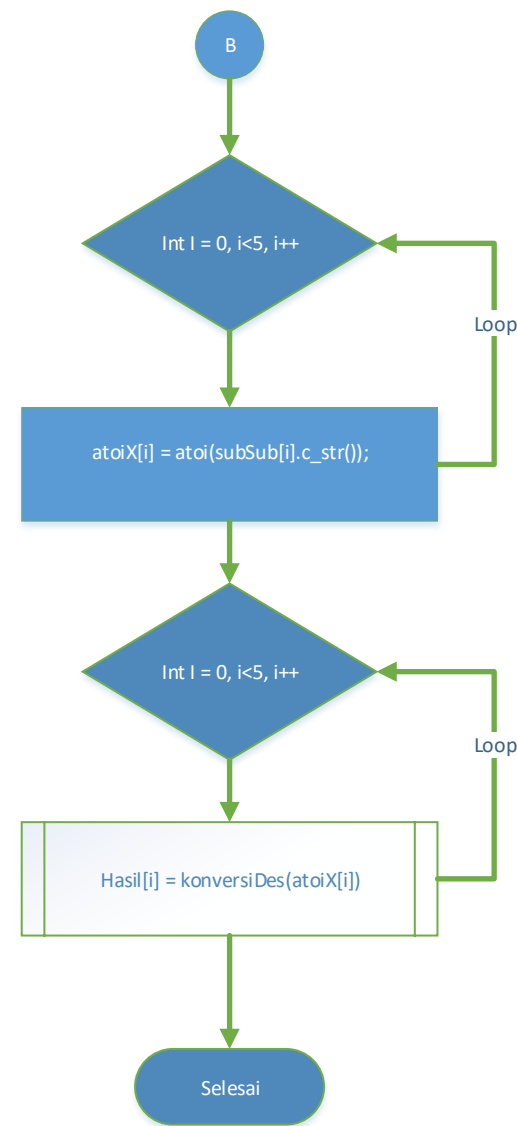 B
Int I = 0, i<5, i++
Loop
atoiX[i] = atoi(subSub[i].c_str());
Int I = 0, i<5, i++
Loop
Hasil[i] = konversiDes(atoiX[i])
Selesai